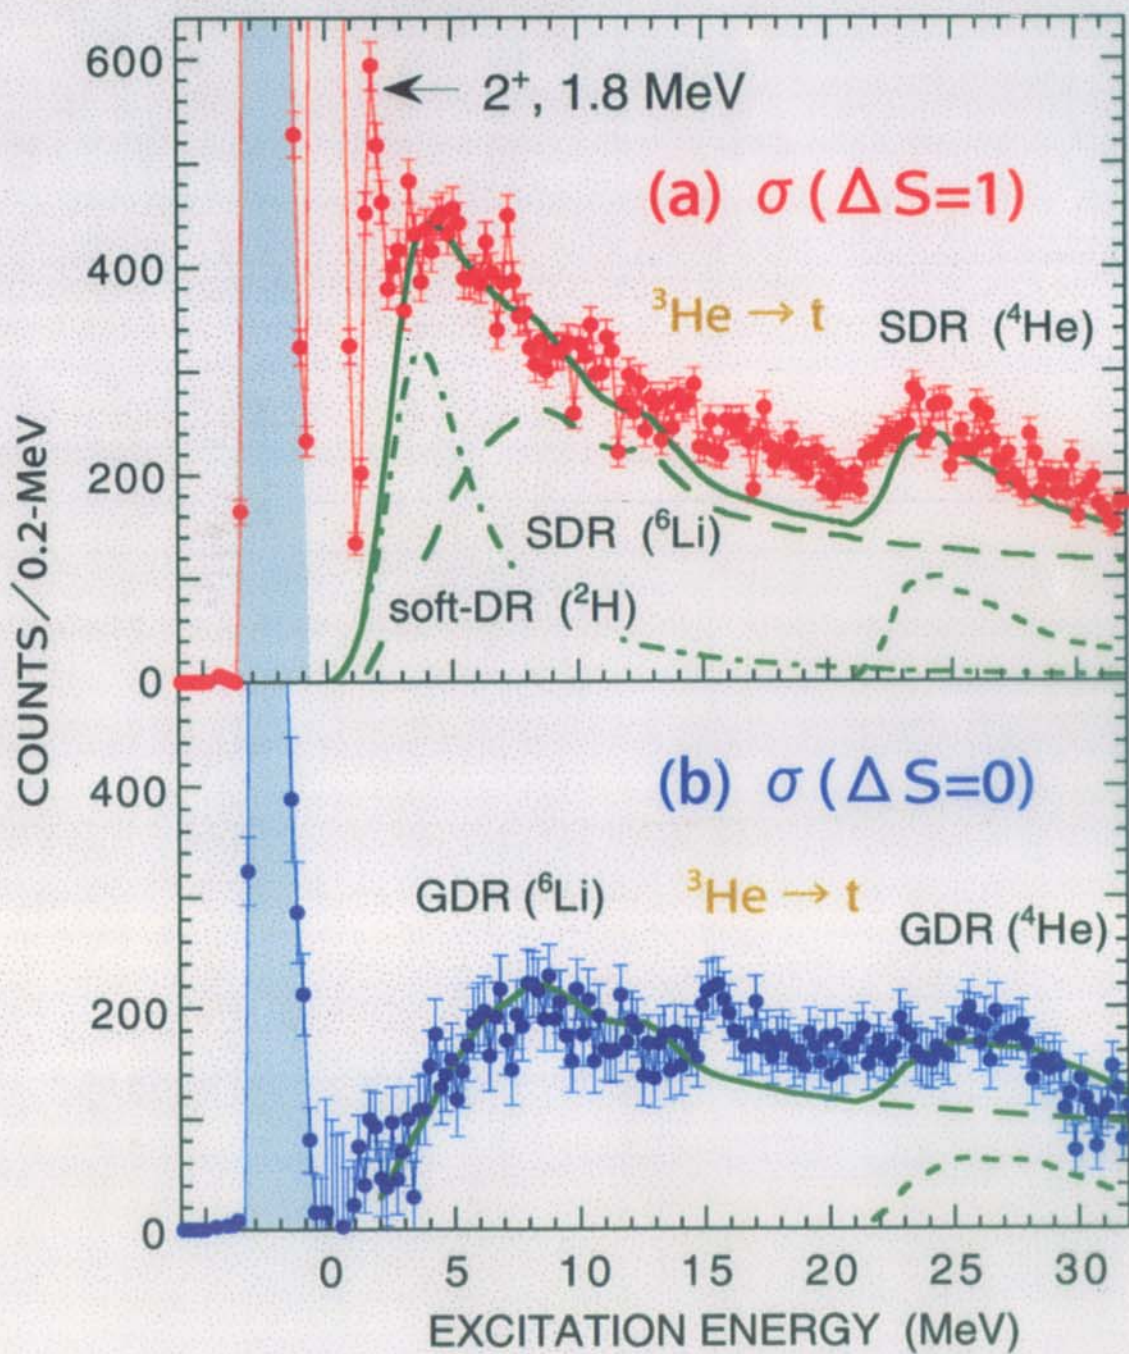 COUNTS/0.2-MeV
600
400
200
0
2⁺, 1.8 MeV
(a) σ (Δ S=1)
³He → t
SDR (⁴He)
SDR (⁶Li)
soft-DR (²H)
400
200
0
(b) σ (Δ S=0)
GDR (⁶Li)
³He → t
GDR (⁴He)
0 5 10 15 20 25 30
EXCITATION ENERGY (MeV)